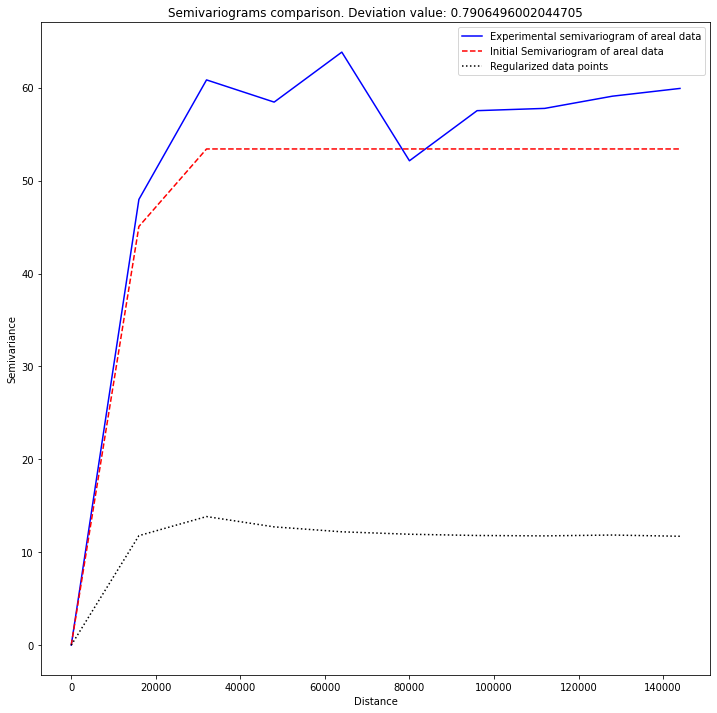 Semivariograms comparison. Deviation value: 0.7906496002044705
Experimental semivariogram of areal data
Initial Semivariogram of areal data
Regularized data points
60
50
40
30
20
10
0
Semivariance
0 20000 40000 60000 80000 100000 120000 140000
Distance